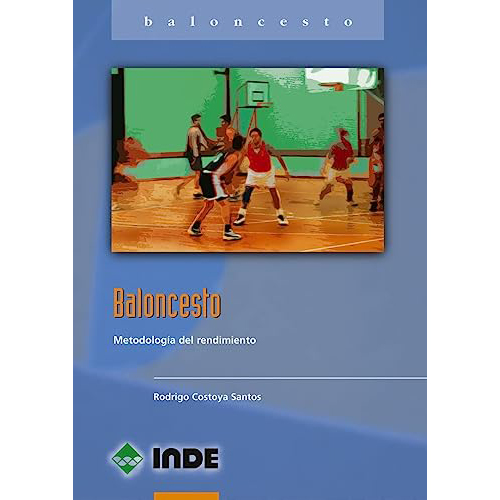 baloncesto
Baloncesto
Metodología del rendimiento
Rodrigo Costoya Santos
INDE